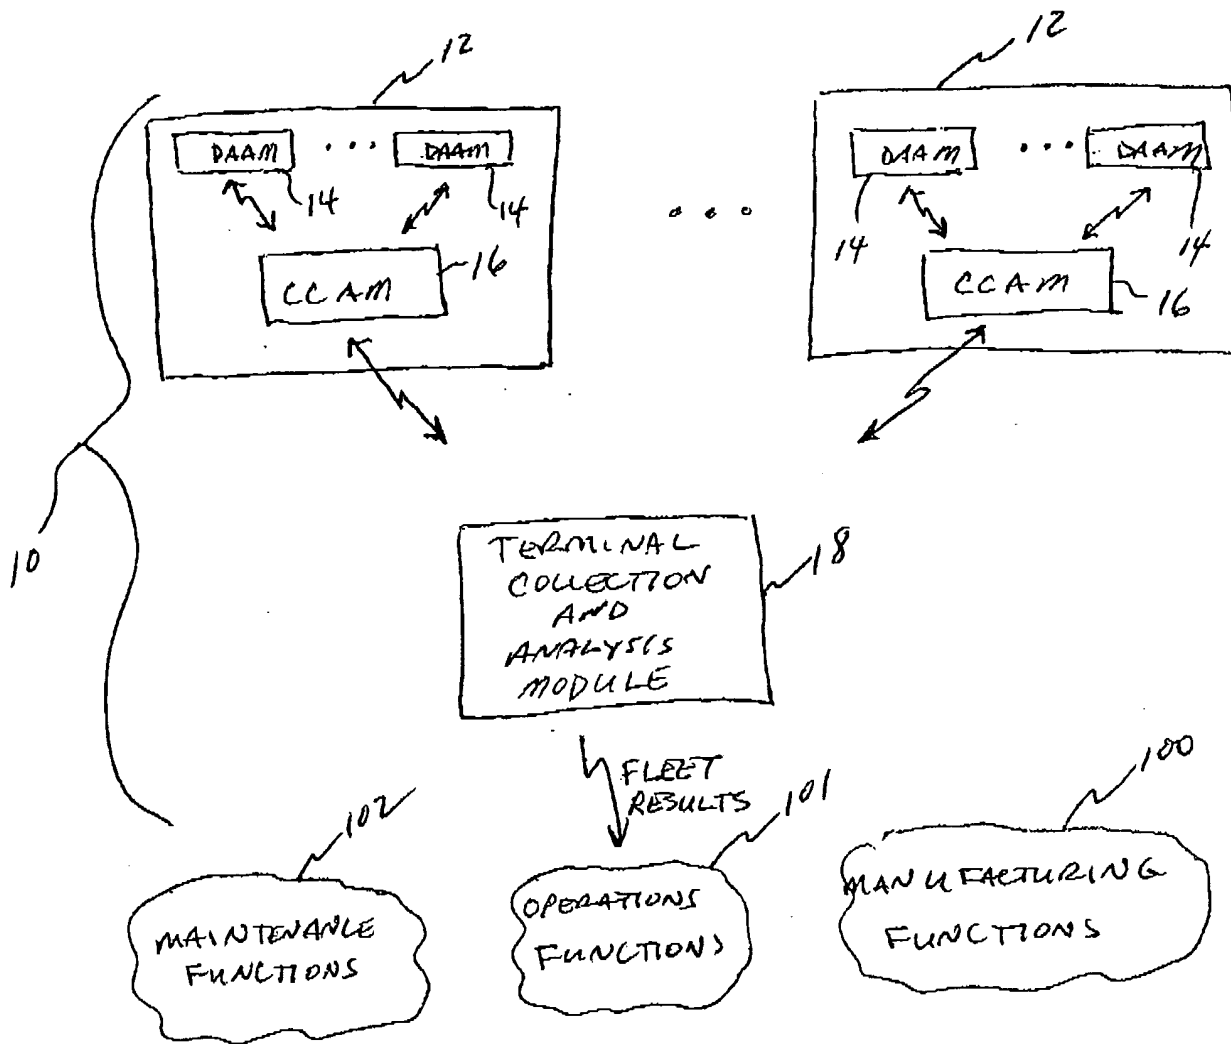 12
12
DAAM ... DAAM
DAAM ... DAAM
14
14
14
14
16
CCAM
CCAM
16
...
10
TERMINAL
COLLECTION
AND
ANALYSIS
MODULE
18
FLEET
RESULTS
102
101
100
MAINTENANCE
FUNCTIONS
OPERATIONS
FUNCTIONS
MANUFACTURING
FUNCTIONS